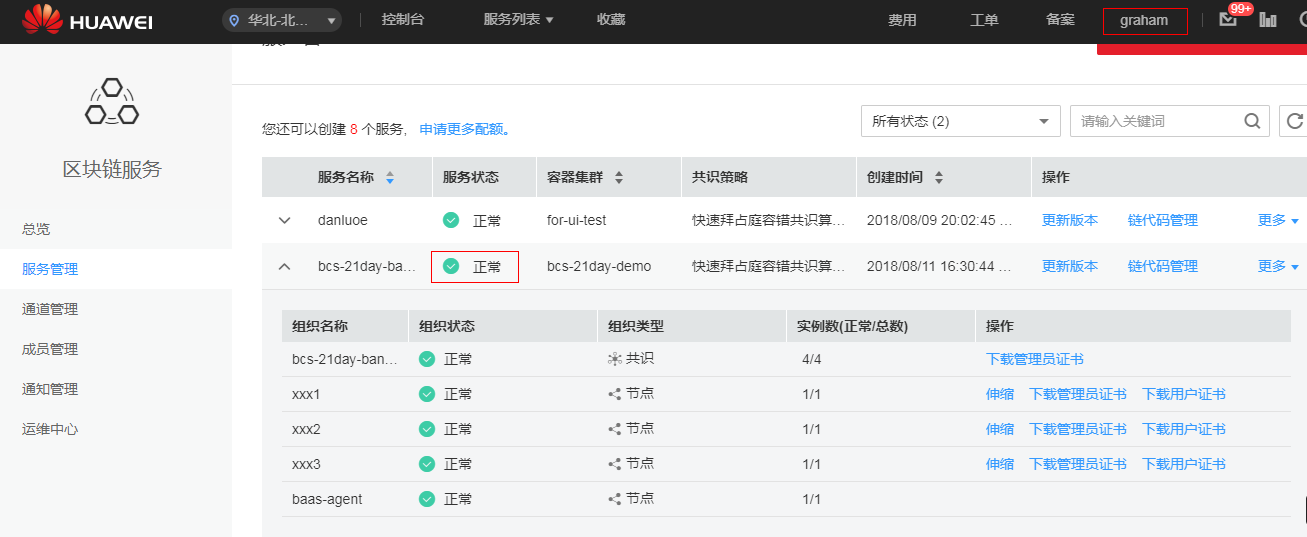 HUAWEI 华北-北... 控制台 服务列表 收藏 费用 工单 备案 graham 99+
区块链服务
总览
服务管理
通道管理
成员管理
通知管理
运维中心
您还可以创建 8 个服务, 申请更多配额。 所有状态 (2) 请输入关键词
服务名称 服务状态 容器集群 共识策略 创建时间 操作
danluoe 正常 for-ui-test 快速拜占庭容错共识算... 2018/08/09 20:02:45 ... 更新版本 链代码管理 更多
bcs-21day-ba... 正常 bcs-21day-demo 快速拜占庭容错共识算... 2018/08/11 16:30:44 ... 更新版本 链代码管理 更多
组织名称 组织状态 组织类型 实例数(正常/总数) 操作
bcs-21day-ban... 正常 共识 4/4 下载管理员证书
xxx1 正常 节点 1/1 伸缩 下载管理员证书 下载用户证书
xxx2 正常 节点 1/1 伸缩 下载管理员证书 下载用户证书
xxx3 正常 节点 1/1 伸缩 下载管理员证书 下载用户证书
baas-agent 正常 节点 1/1